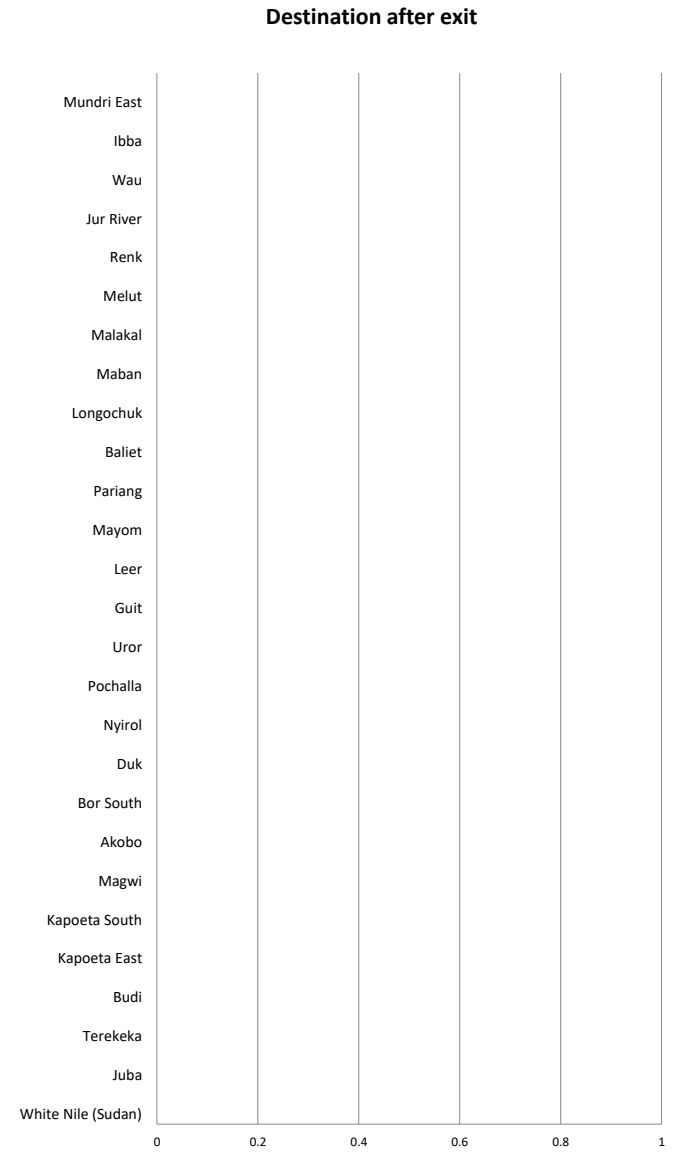 Destination after exit
Mundri East
Ibba
Wau
Jur River
Renk
Melut
Malakal
Maban
Longochuk
Baliet
Pariang
Mayom
Leer
Guit
Uror
Pochalla
Nyirol
Duk
Bor South
Akobo
Magwi
Kapoeta South
Kapoeta East
Budi
Terekeka
Juba
White Nile (Sudan)
0 0.2 0.4 0.6 0.8 1